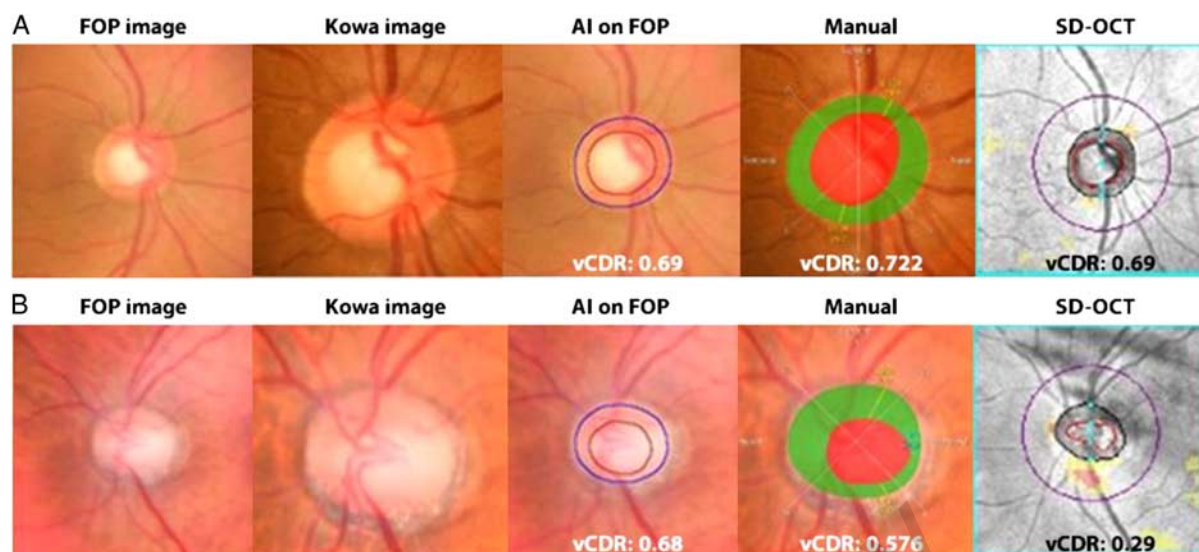 A
FOP image Kowa image AI on FOP Manual SD-OCT
vCDR: 0.69 vCDR: 0.722 vCDR: 0.69
B
FOP image Kowa image AI on FOP Manual SD-OCT
vCDR: 0.68 vCDR: 0.576 vCDR: 0.29